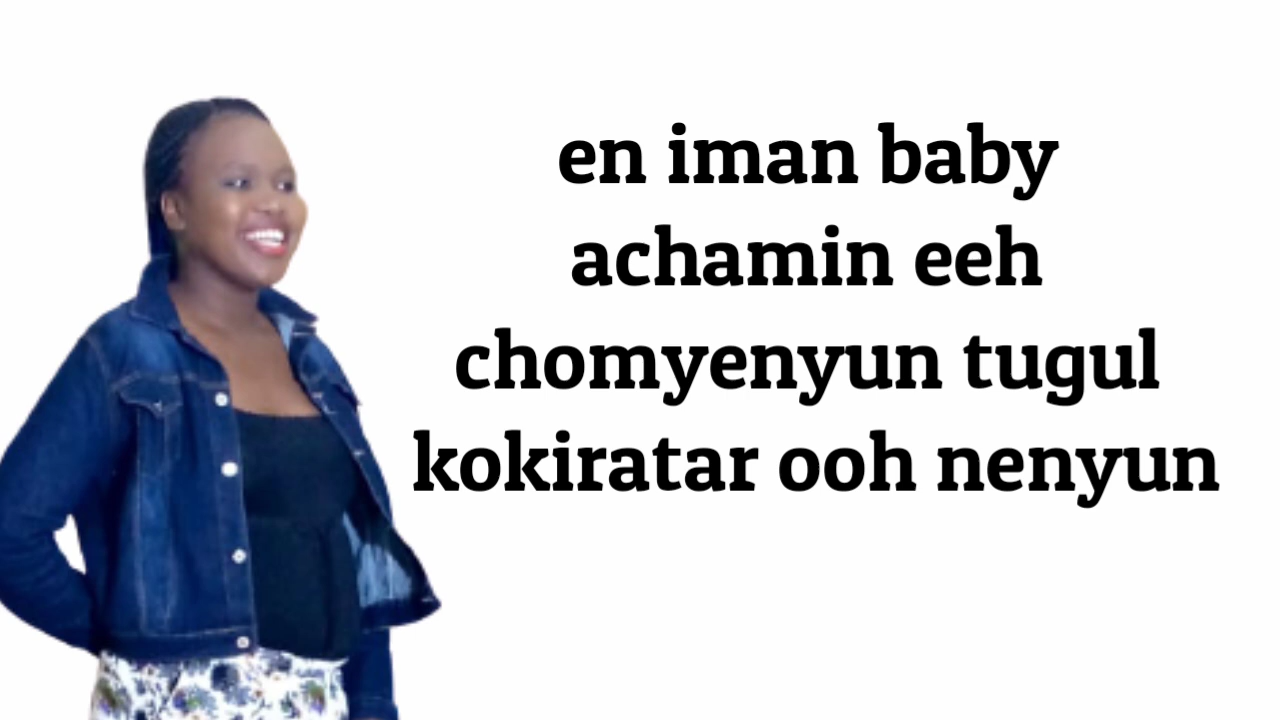 en iman baby
achamin eeh
chomyenyun tugul
kokiratar ooh nenyun